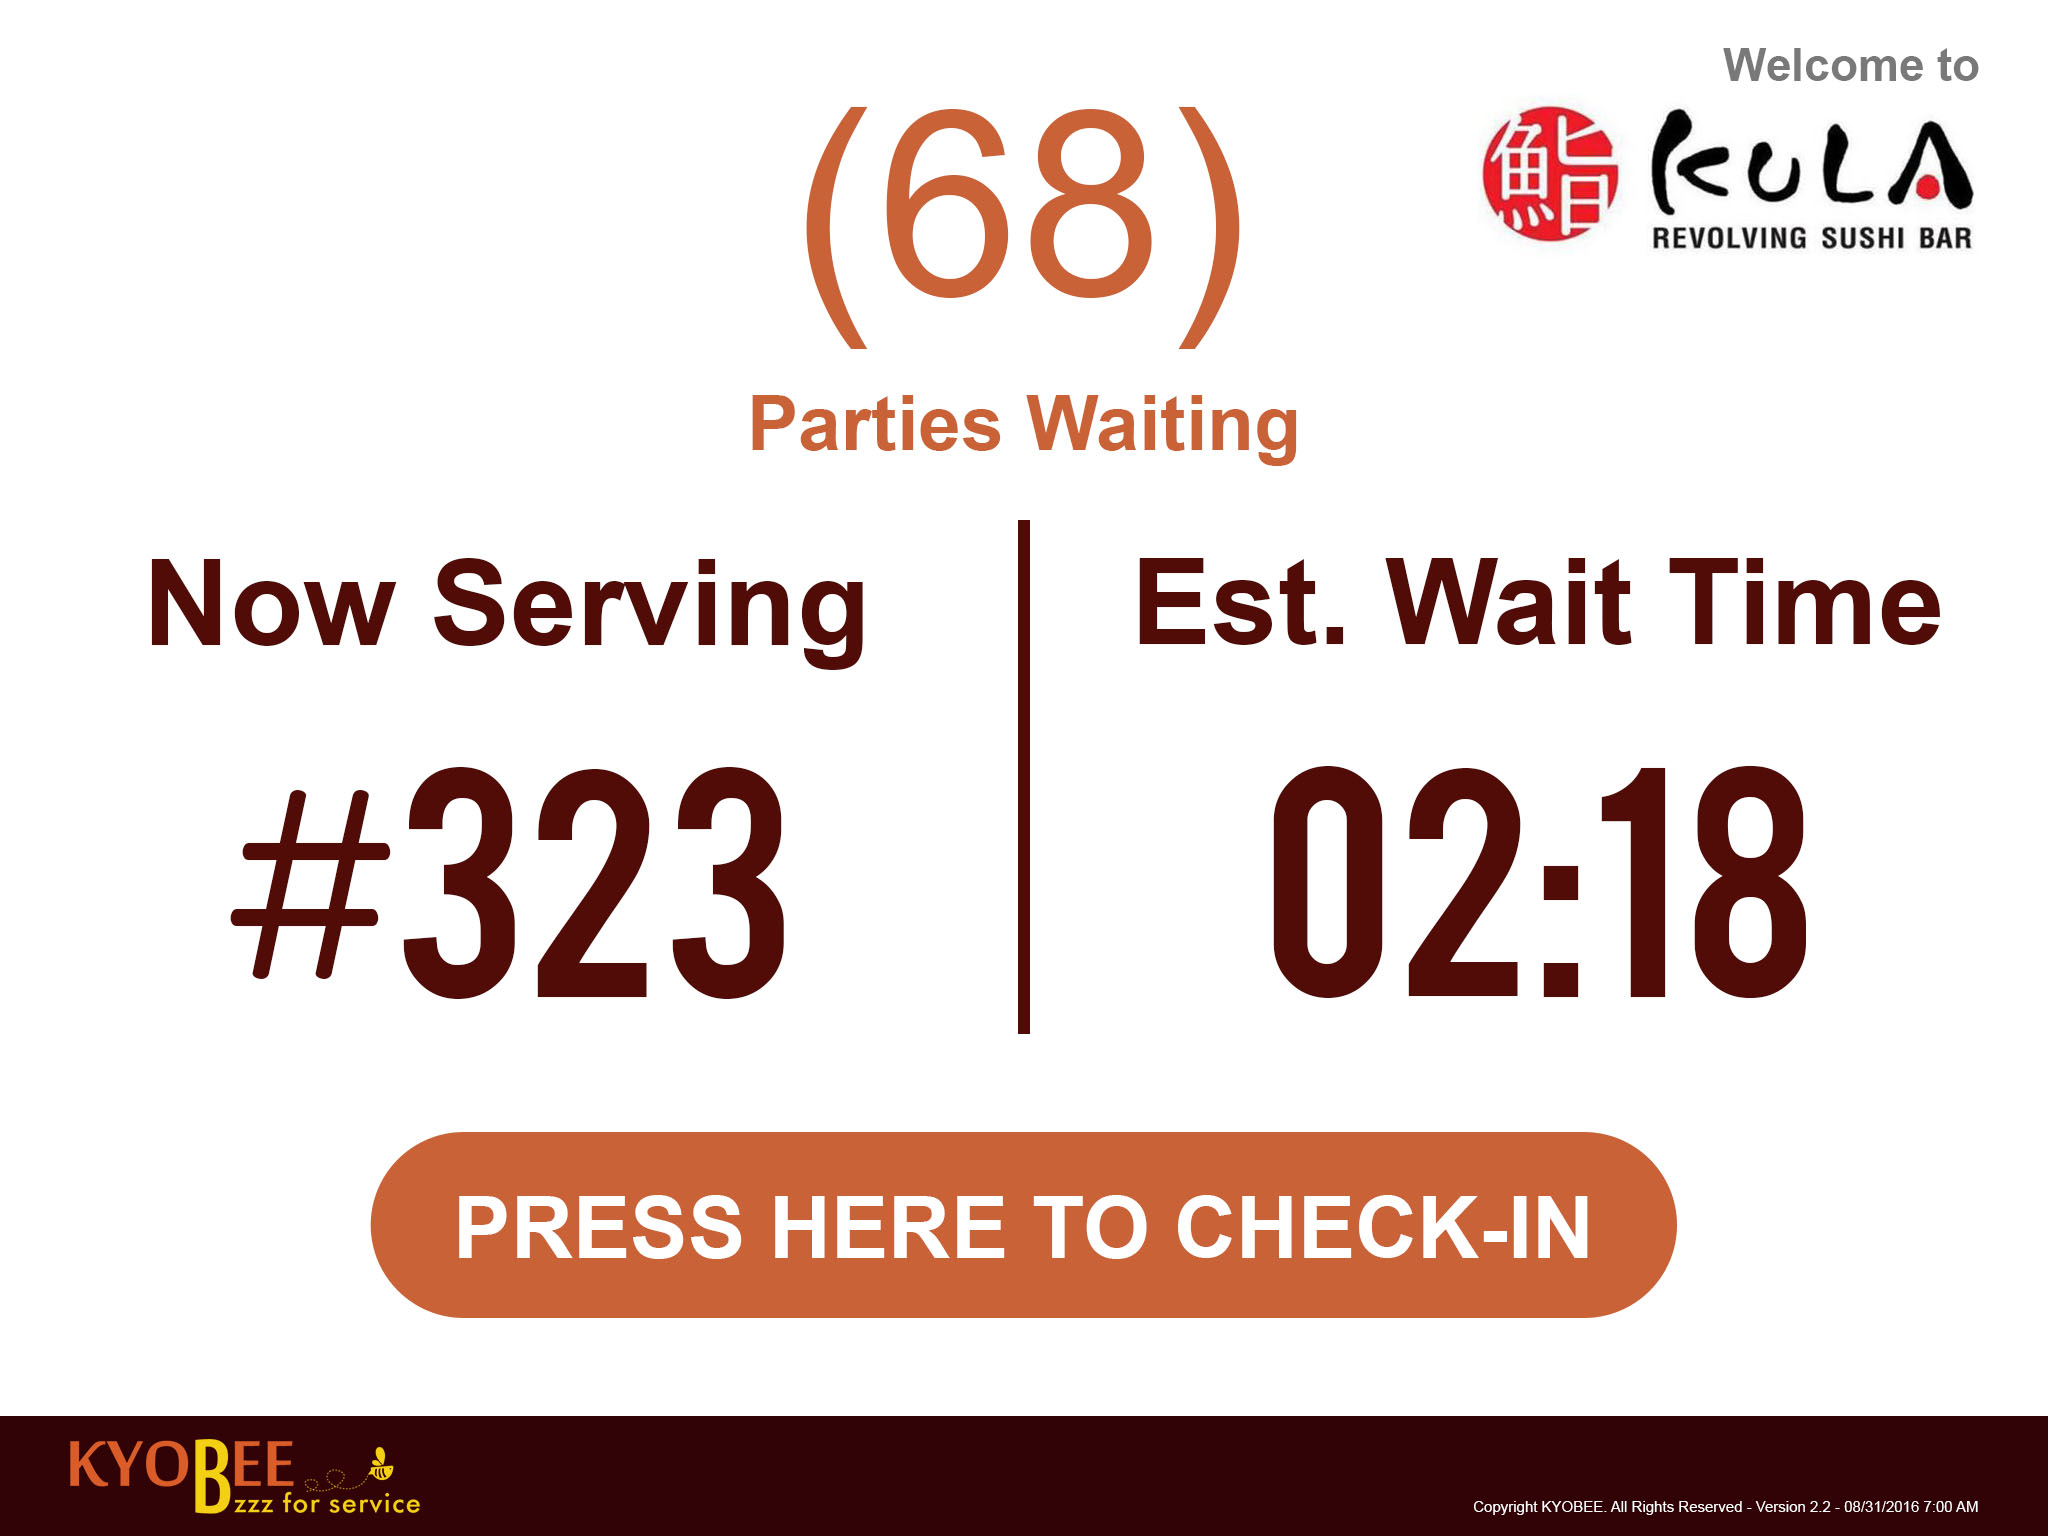 Welcome to
鮨 KULA
REVOLVING SUSHI BAR
(68)
Parties Waiting
Now Serving
#323
Est. Wait Time
02:18
PRESS HERE TO CHECK-IN
KYOBEE
zzz for service
Copyright KYOBEE. All Rights Reserved - Version 2.2 - 08/31/2016 7:00 AM